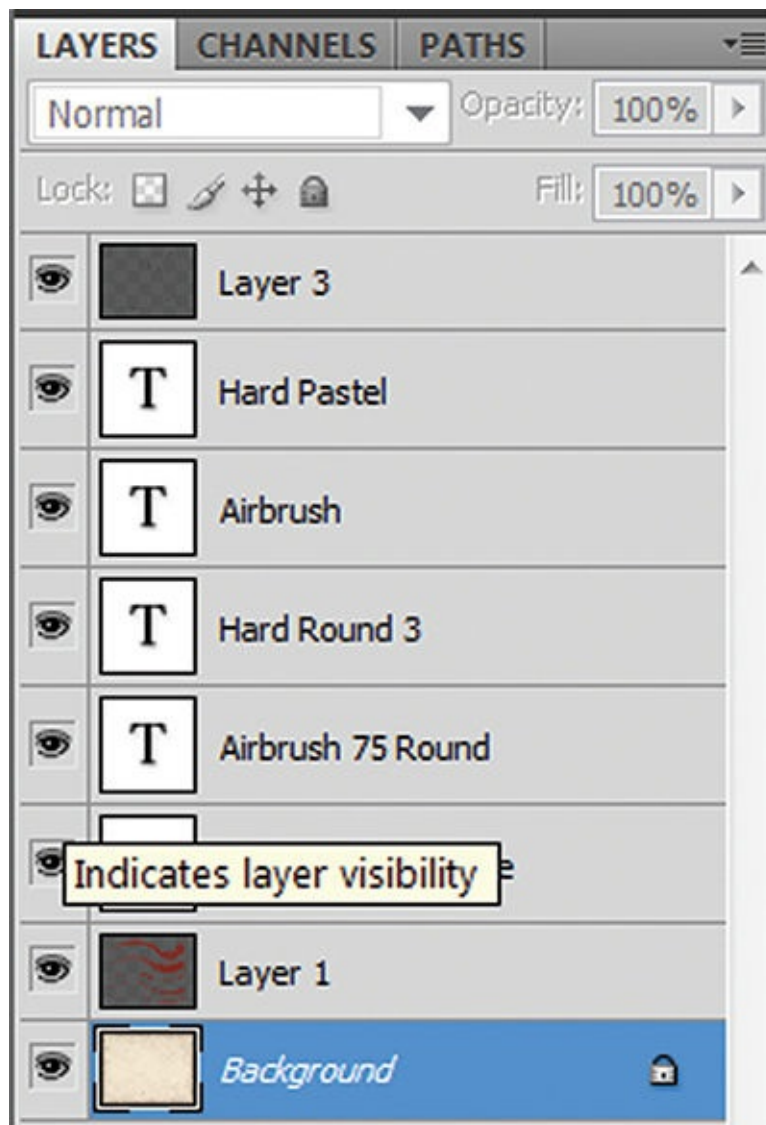 LAYERS CHANNELS PATHS
Normal Opacity: 100%
Lock: Fill: 100%
Layer 3
T Hard Pastel
T Airbrush
T Hard Round 3
T Airbrush 75 Round
Indicates layer visibility
Layer 1
Background